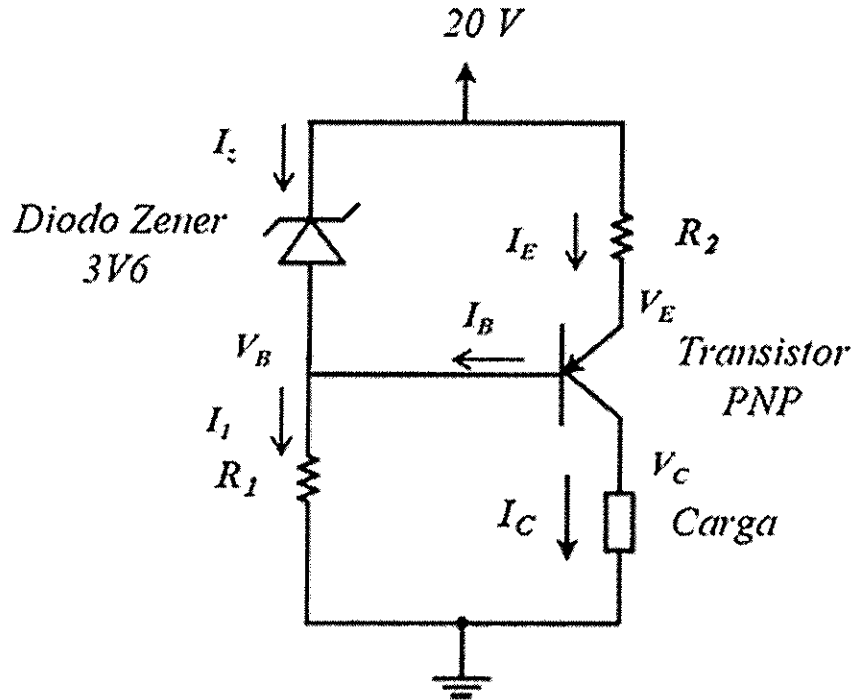 20 V
I_z
Diodo Zener
3V6
I_E
R_2
I_B
V_E
V_B
Transistor
PNP
I_1
R_1
V_C
I_C
Carga